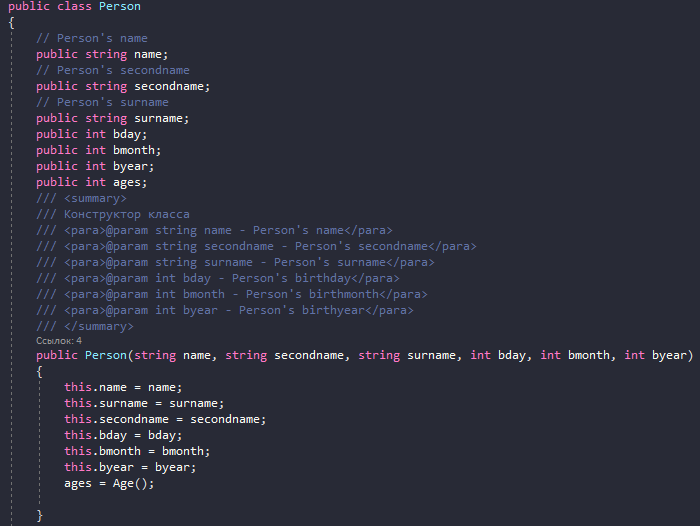 public class Person
{
// Person's name
public string name;
// Person's secondname
public string secondname;
// Person's surname
public string surname;
public int bday;
public int bmonth;
public int byear;
public int ages;
/// <summary>
/// Конструктор класса
/// <para>@param string name - Person's name</para>
/// <para>@param string secondname - Person's secondname</para>
/// <para>@param string surname - Person's surname</para>
/// <para>@param int bday - Person's birthday</para>
/// <para>@param int bmonth - Person's birthmonth</para>
/// <para>@param int byear - Person's birthyear</para>
/// </summary>
Ссылок: 4
public Person(string name, string secondname, string surname, int bday, int bmonth, int byear)
{
this.name = name;
this.surname = surname;
this.secondname = secondname;
this.bday = bday;
this.bmonth = bmonth;
this.byear = byear;
ages = Age();
}